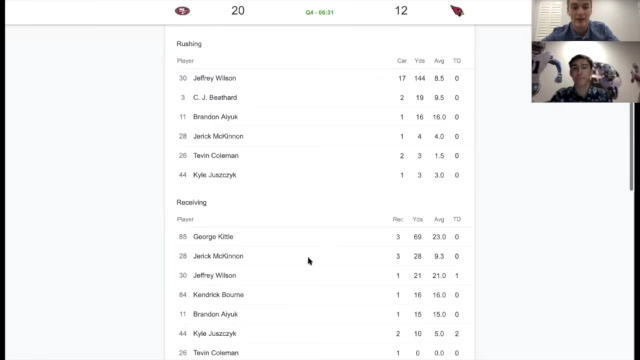 20 Q4 - 06:31 12
Rushing
Player Car Yds Avg TD
30 Jeffrey Wilson 17 144 8.5 0
3 C. J. Beathard 2 19 9.5 0
11 Brandon Aiyuk 1 16 16.0 0
28 Jerick McKinnon 1 4 4.0 0
26 Tevin Coleman 2 3 1.5 0
44 Kyle Juszczyk 1 3 3.0 0
Receiving
Player Rec Yds Avg TD
85 George Kittle 3 69 23.0 0
28 Jerick McKinnon 3 28 9.3 0
30 Jeffrey Wilson 1 21 21.0 1
84 Kendrick Bourne 1 16 16.0 0
11 Brandon Aiyuk 1 15 15.0 0
44 Kyle Juszczyk 2 10 5.0 2
26 Tevin Coleman 1 0 0.0 0